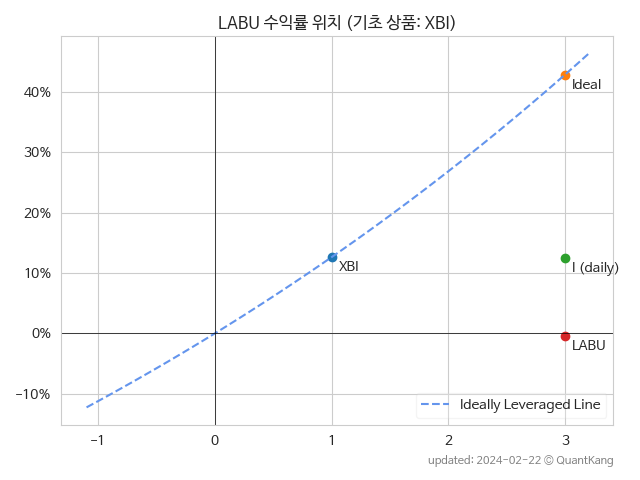 LABU 수익률 위치 (기초 상품: XBI)
40%
30%
20%
10%
0%
−10%
Ideal
XBI
I (daily)
LABU
Ideally Leveraged Line
−1 0 1 2 3
updated: 2024-02-22 © QuantKang